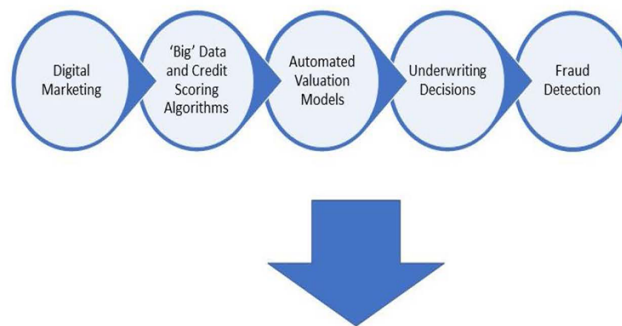 Digital
Marketing
‘Big’ Data
and Credit
Scoring
Algorithms
Automated
Valuation
Models
Underwriting
Decisions
Fraud
Detection